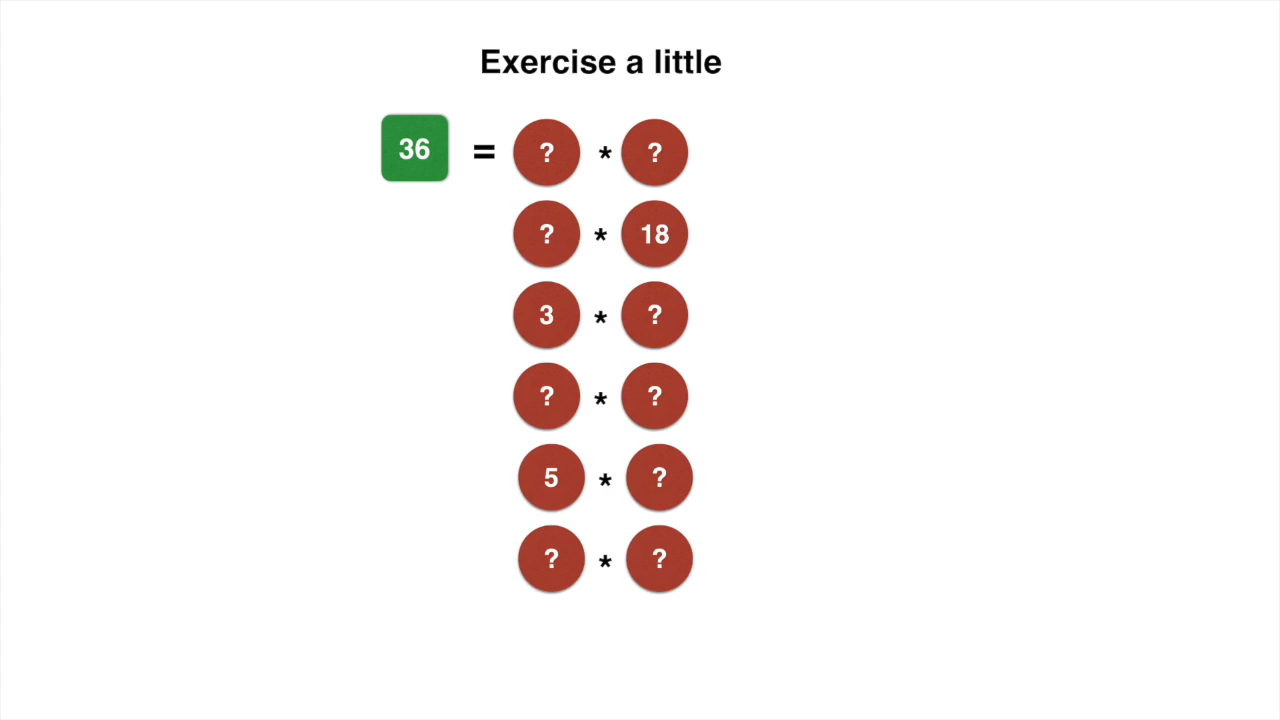 Exercise a little
36 = ? * ?
? * 18
3 * ?
? * ?
5 * ?
? * ?